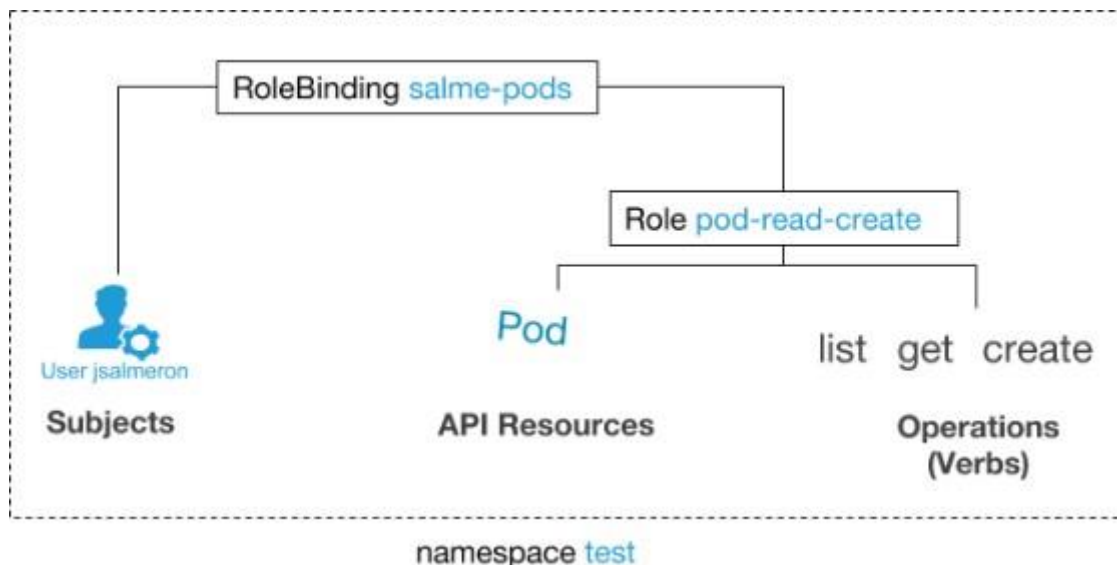 RoleBinding salme-pods
Role pod-read-create
User jsalmeron
Subjects
Pod
API Resources
list get create
Operations
(Verbs)
namespace test